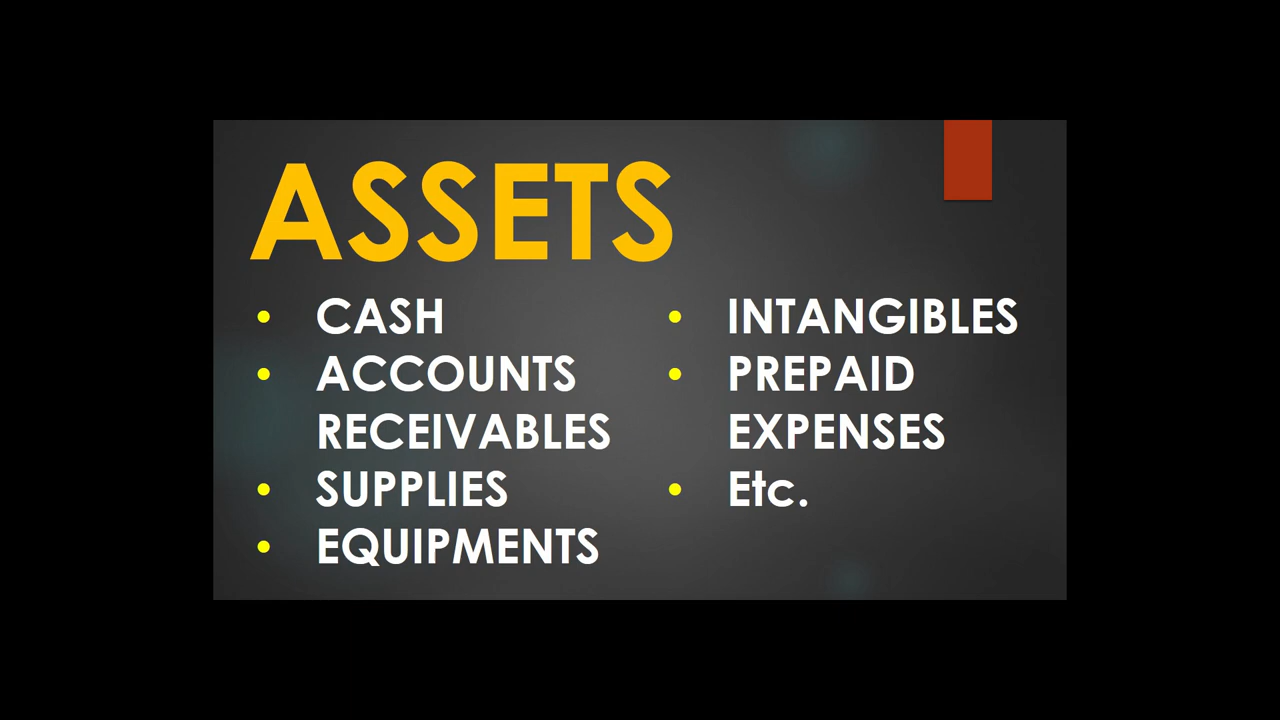 ASSETS
• CASH
• ACCOUNTS
RECEIVABLES
• SUPPLIES
• EQUIPMENTS
• INTANGIBLES
• PREPAID
EXPENSES
• Etc.